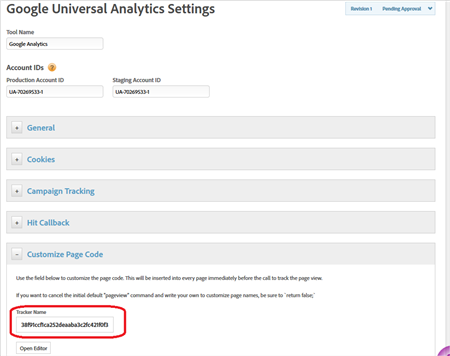 Google Universal Analytics Settings
Revision 1 Pending Approval
Tool Name
Google Analytics
Account IDs ?
Production Account ID Staging Account ID
UA-70269533-1 UA-70269533-1
+ General
+ Cookies
+ Campaign Tracking
+ Hit Callback
- Customize Page Code
Use the field below to customize the page code. This will be inserted into every page immediately before the call to track the page view.
If you want to cancel the initial default "pageview" command and write your own to customize page names, be sure to `return false;`
Tracker Name
Open Editor